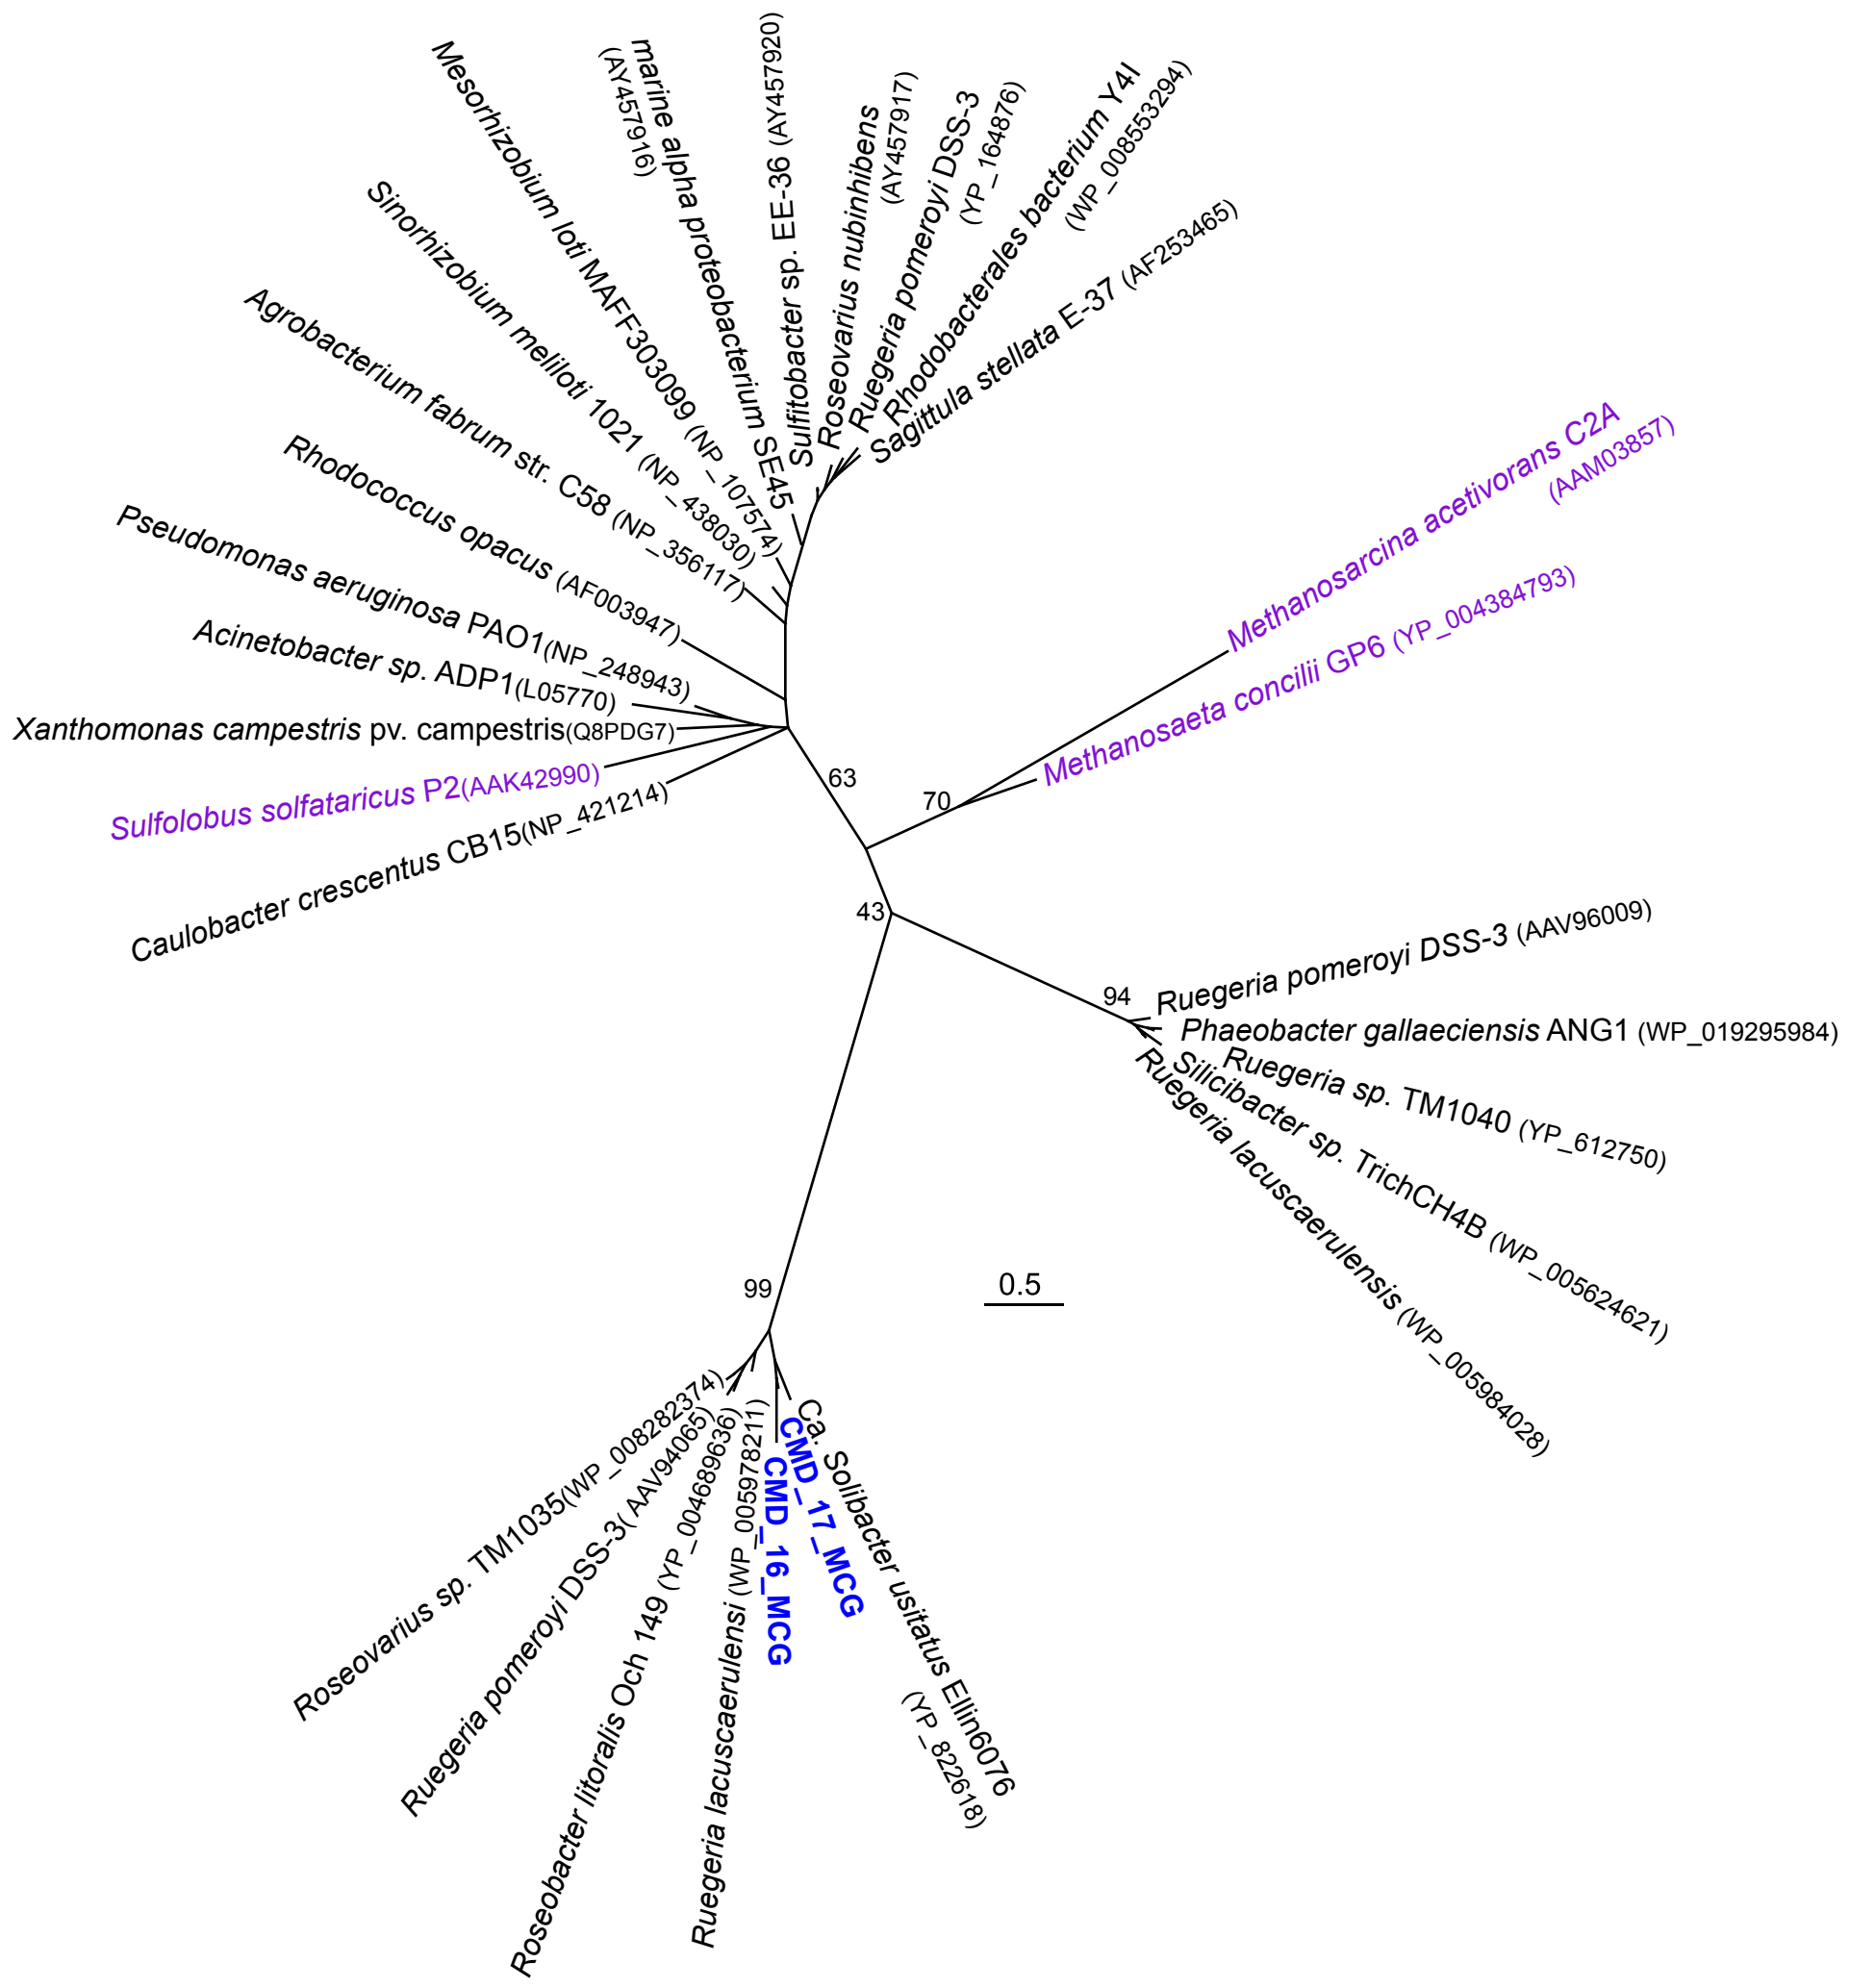 Mesorhizobium loti MAFF303099 (NP_107574)
marine alpha proteobacterium SE45
(AY457916)
Sulfitobacter sp. EE-36 (AY457920)
Roseovarius nubinhibens
(AY457917)
Ruegeria pomeroyi DSS-3
(YP_164876)
Rhodobacterales bacterium Y4I
(WP_008553294)
Sagittula stellata E-37 (AF253465)
Sinorhizobium meliloti 1021 (NP_438030)
Agrobacterium fabrum str. C58 (NP_356117)
Rhodococcus opacus (AF003947)
Pseudomonas aeruginosa PAO1(NP_248943)
Acinetobacter sp. ADP1(L05770)
Xanthomonas campestris pv. campestris(Q8PDG7)
Sulfolobus solfataricus P2(AAK42990)
Caulobacter crescentus CB15(NP_421214)
Methanosarcina acetivorans C2A
(AAM03857)
Methanosaeta concilii GP6 (YP_004384793)
63
70
43
94
Ruegeria pomeroyi DSS-3 (AAV96009)
Phaeobacter gallaeciensis ANG1 (WP_019295984)
Ruegeria sp. TM1040 (YP_612750)
Silicibacter sp. TrichCH4B (WP_005624621)
Ruegeria lacuscaerulensis (WP_005984028)
99
0.5
Roseovarius sp. TM1035(WP_008282374)
Ruegeria pomeroyi DSS-3( AAV94065)
Roseobacter litoralis Och 149 (YP_004689636)
Ruegeria lacuscaerulensi (WP_005978211)
CMD_16_MCG
CMD_17_MCG
Ca. Solibacter usitatus Ellin6076
(YP_822618)